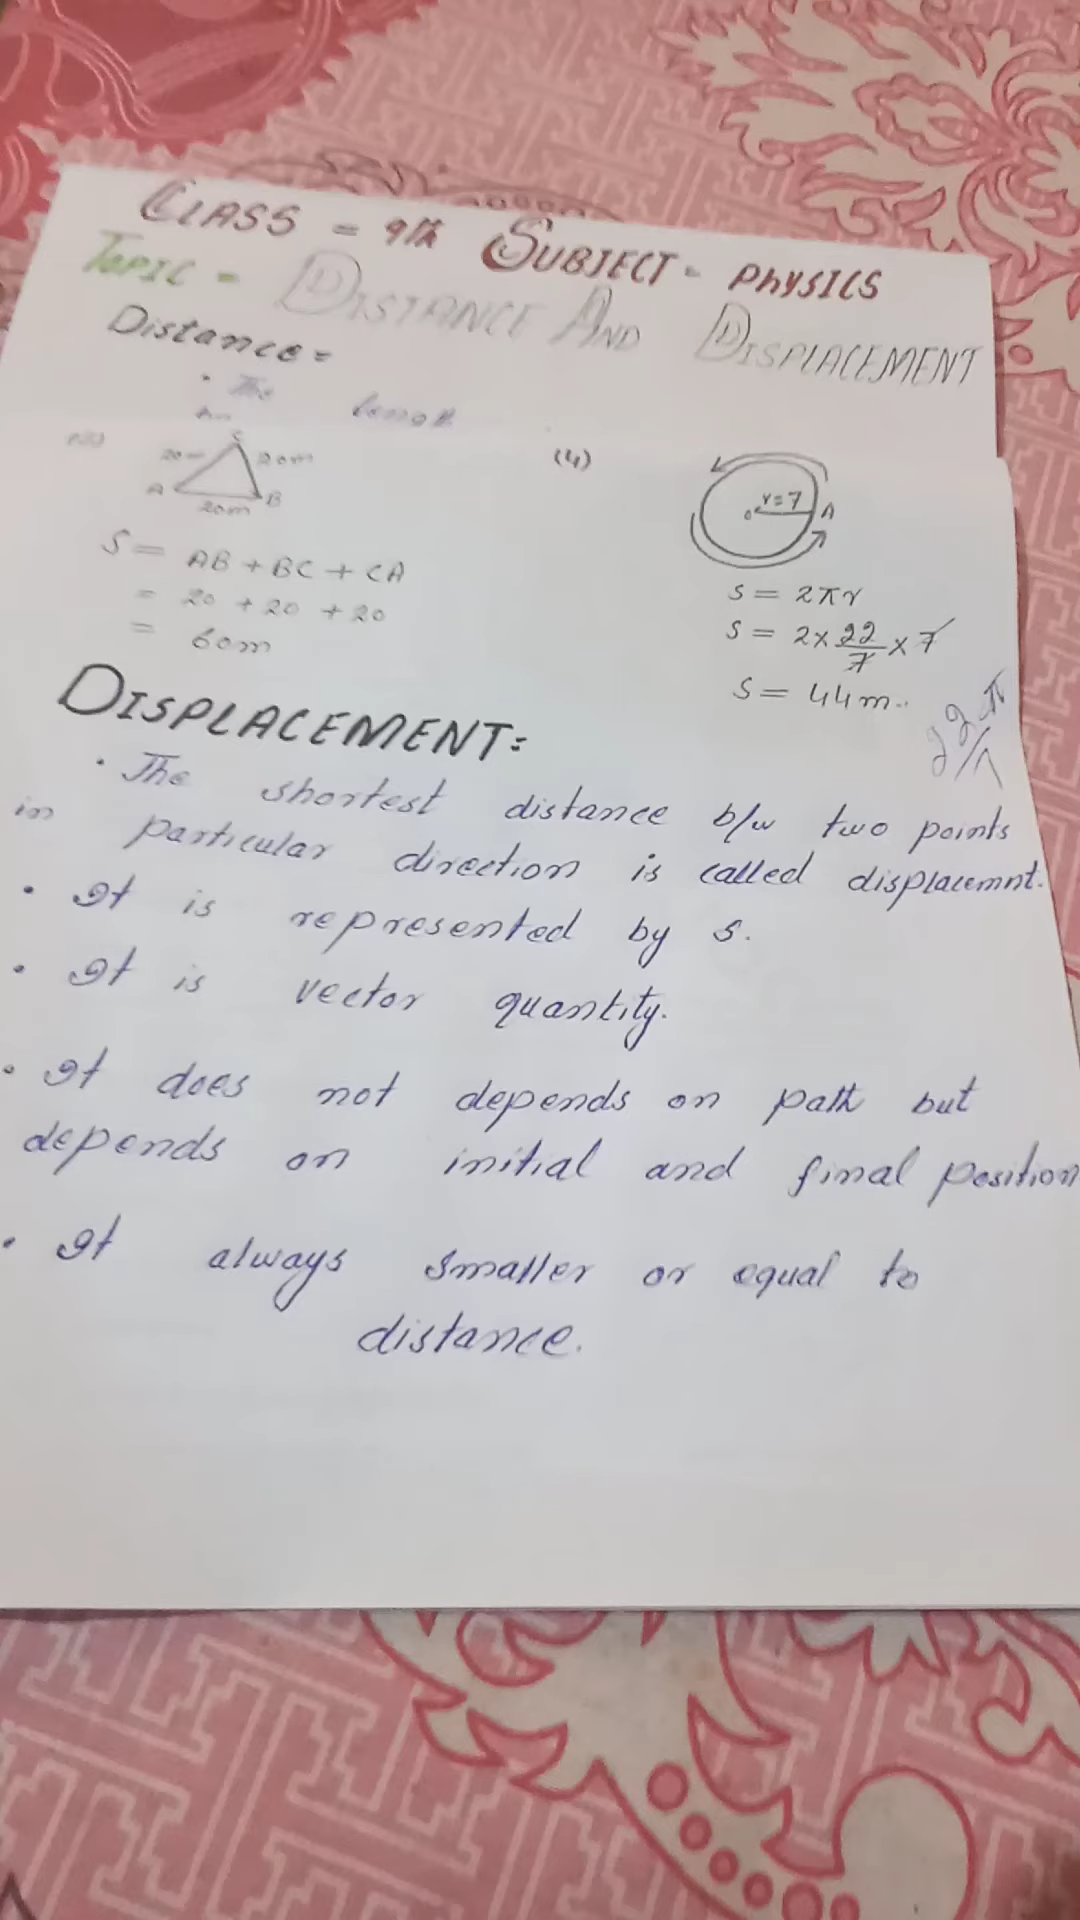 CLASS = 9th SUBJECT = PHYSICS
TOPIC = DISTANCE AND DISPLACEMENT
Distance =
• The
C
20m 20m
A B
20m
S = AB + BC + CA
= 20 + 20 + 20
= 60m
(4)
r=7
o A
S = 2πr
S = 2 × 22/7 × 7
S = 44m.
DISPLACEMENT:
• The shortest distance b/w two points
in particular direction is called displacemnt.
• It is represented by s.
• It is vector quantity.
• It does not depends on path but
depends on initial and final position
• It always smaller or equal to
distance.